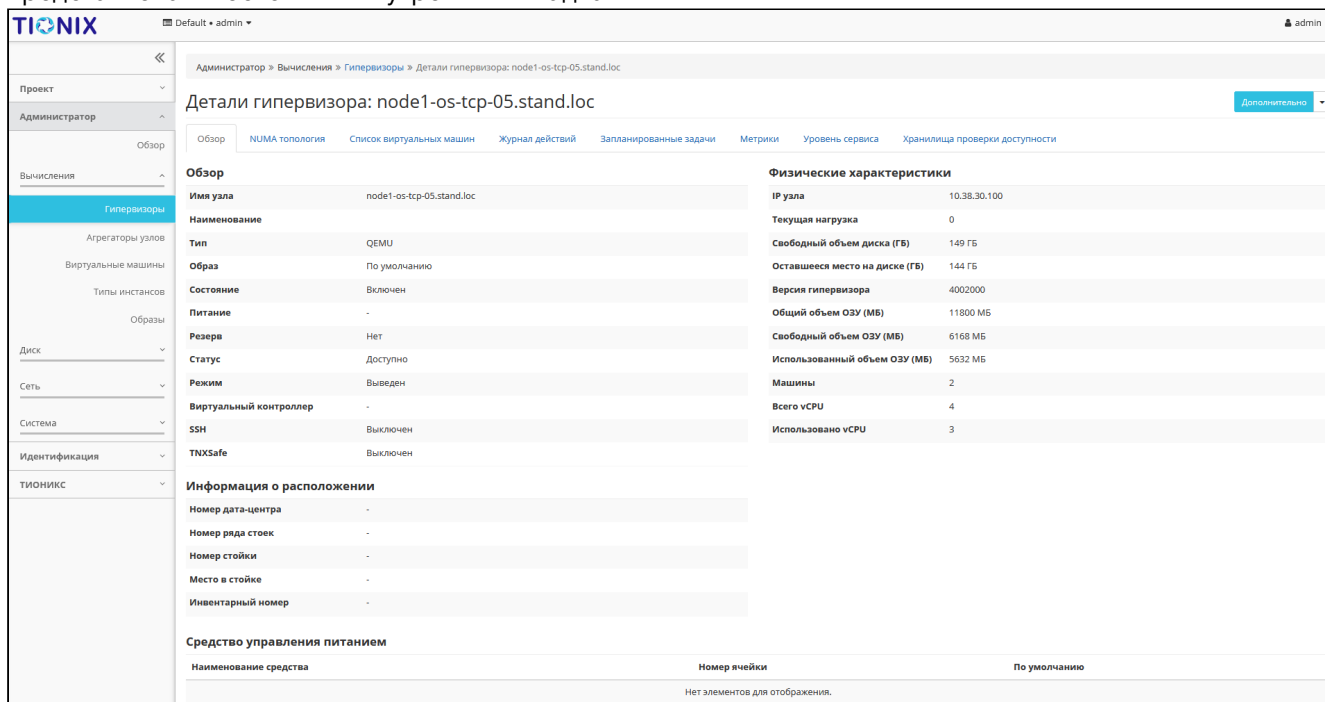 TIONIX
Default • admin
admin
Администратор » Вычисления » Гипервизоры » Детали гипервизора: node1-os-tcp-05.stand.loc
Проект
Администратор
Обзор
Вычисления
Гипервизоры
Агрегаторы узлов
Виртуальные машины
Типы инстансов
Образы
Диск
Сеть
Система
Идентификация
ТИОНИКС
Детали гипервизора: node1-os-tcp-05.stand.loc
Дополнительно
Обзор NUMA топология Список виртуальных машин Журнал действий Запланированные задачи Метрики Уровень сервиса Хранилища проверки доступности
Обзор
Имя узла node1-os-tcp-05.stand.loc
Наименование
Тип QEMU
Образ По умолчанию
Состояние Включен
Питание -
Резерв Нет
Статус Доступно
Режим Выведен
Виртуальный контроллер -
SSH Выключен
TNXSafe Выключен
Физические характеристики
IP узла 10.38.30.100
Текущая нагрузка 0
Свободный объем диска (ГБ) 149 ГБ
Оставшееся место на диске (ГБ) 144 ГБ
Версия гипервизора 4002000
Общий объем ОЗУ (МБ) 11800 МБ
Свободный объем ОЗУ (МБ) 6168 МБ
Использованный объем ОЗУ (МБ) 5632 МБ
Машины 2
Всего vCPU 4
Использовано vCPU 3
Информация о расположении
Номер дата-центра -
Номер ряда стоек -
Номер стойки -
Место в стойке -
Инвентарный номер -
Средство управления питанием
Наименование средства Номер ячейки По умолчанию
Нет элементов для отображения.